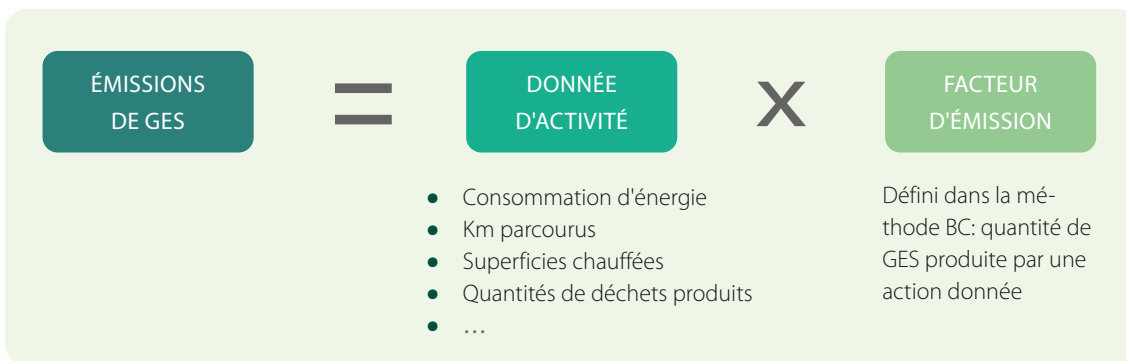 ÉMISSIONS
DE GES
=
DONNÉE
D'ACTIVITÉ
X
FACTEUR
D'ÉMISSION
• Consommation d'énergie
• Km parcourus
• Superficies chauffées
• Quantités de déchets produits
• …
Défini dans la mé-
thode BC: quantité de
GES produite par une
action donnée